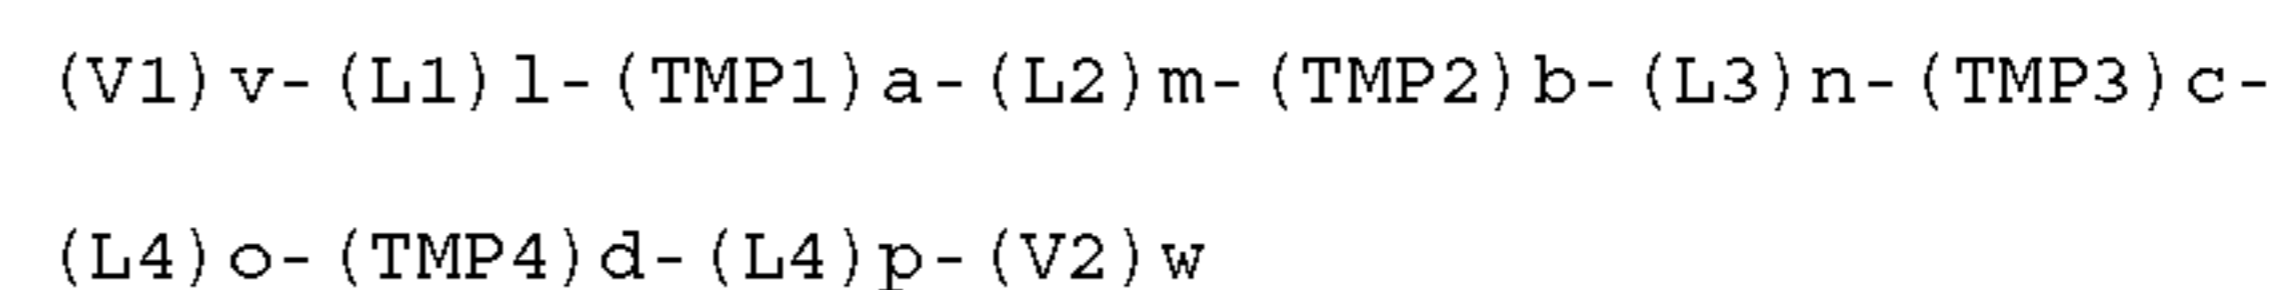 (V1)v-(L1)l-(TMP1)a-(L2)m-(TMP2)b-(L3)n-(TMP3)c-
(L4)o-(TMP4)d-(L4)p-(V2)w